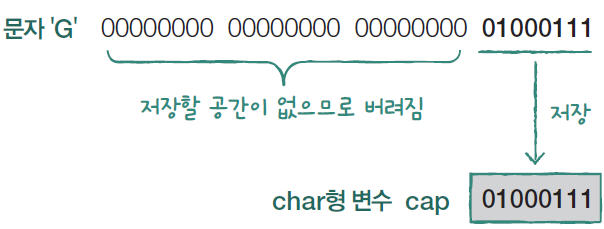 문자 'G' 00000000 00000000 00000000 01000111
저장할 공간이 없으므로 버려짐
저장
char형 변수 cap 01000111